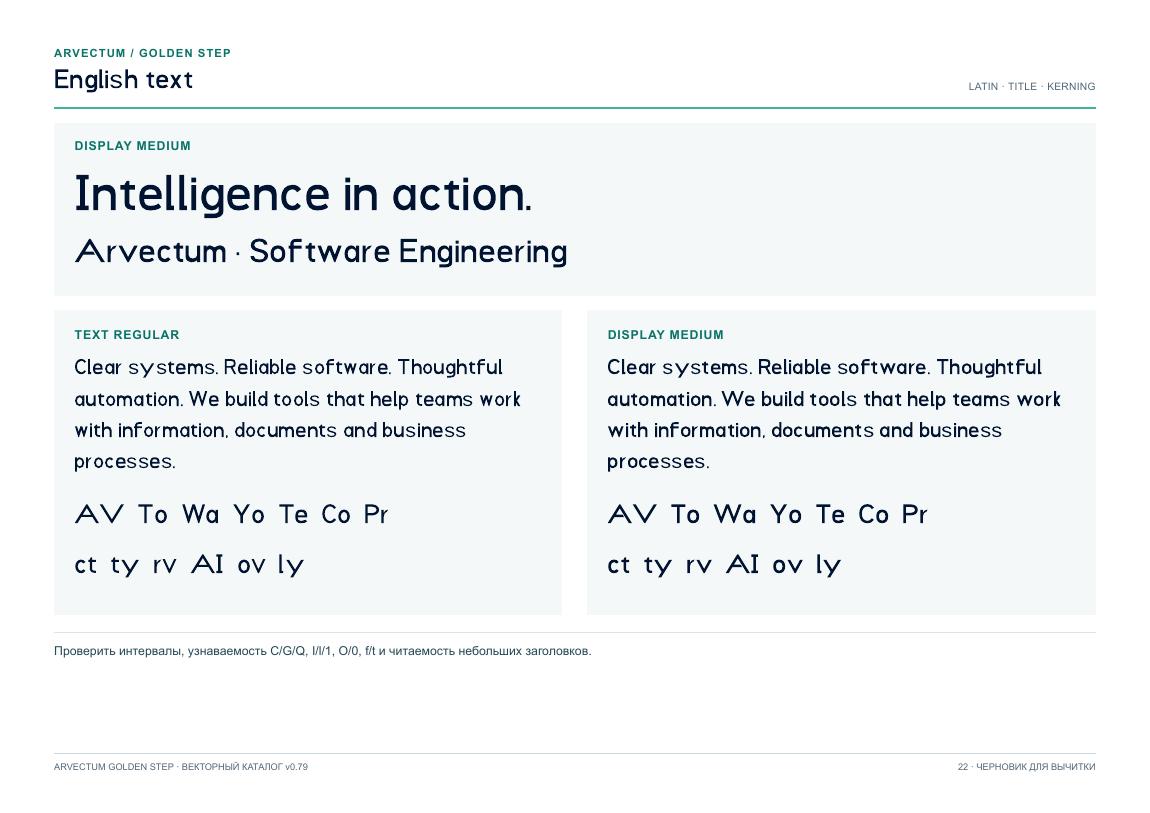 ARVECTUM / GOLDEN STEP
English text
LATIN · TITLE · KERNING
DISPLAY MEDIUM
Intelligence in action.
Arvectum · Software Engineering
TEXT REGULAR
Clear systems. Reliable software. Thoughtful
automation. We build tools that help teams work
with information, documents and business
processes.
AV To Wa Yo Te Co Pr
ct ty rv AI ov ly
DISPLAY MEDIUM
Clear systems. Reliable software. Thoughtful
automation. We build tools that help teams work
with information, documents and business
processes.
AV To Wa Yo Te Co Pr
ct ty rv AI ov ly
Проверить интервалы, узнаваемость C/G/Q, I/l/1, O/0, f/t и читаемость небольших заголовков.
ARVECTUM GOLDEN STEP · ВЕКТОРНЫЙ КАТАЛОГ v0.79
22 · ЧЕРНОВИК ДЛЯ ВЫЧИТКИ